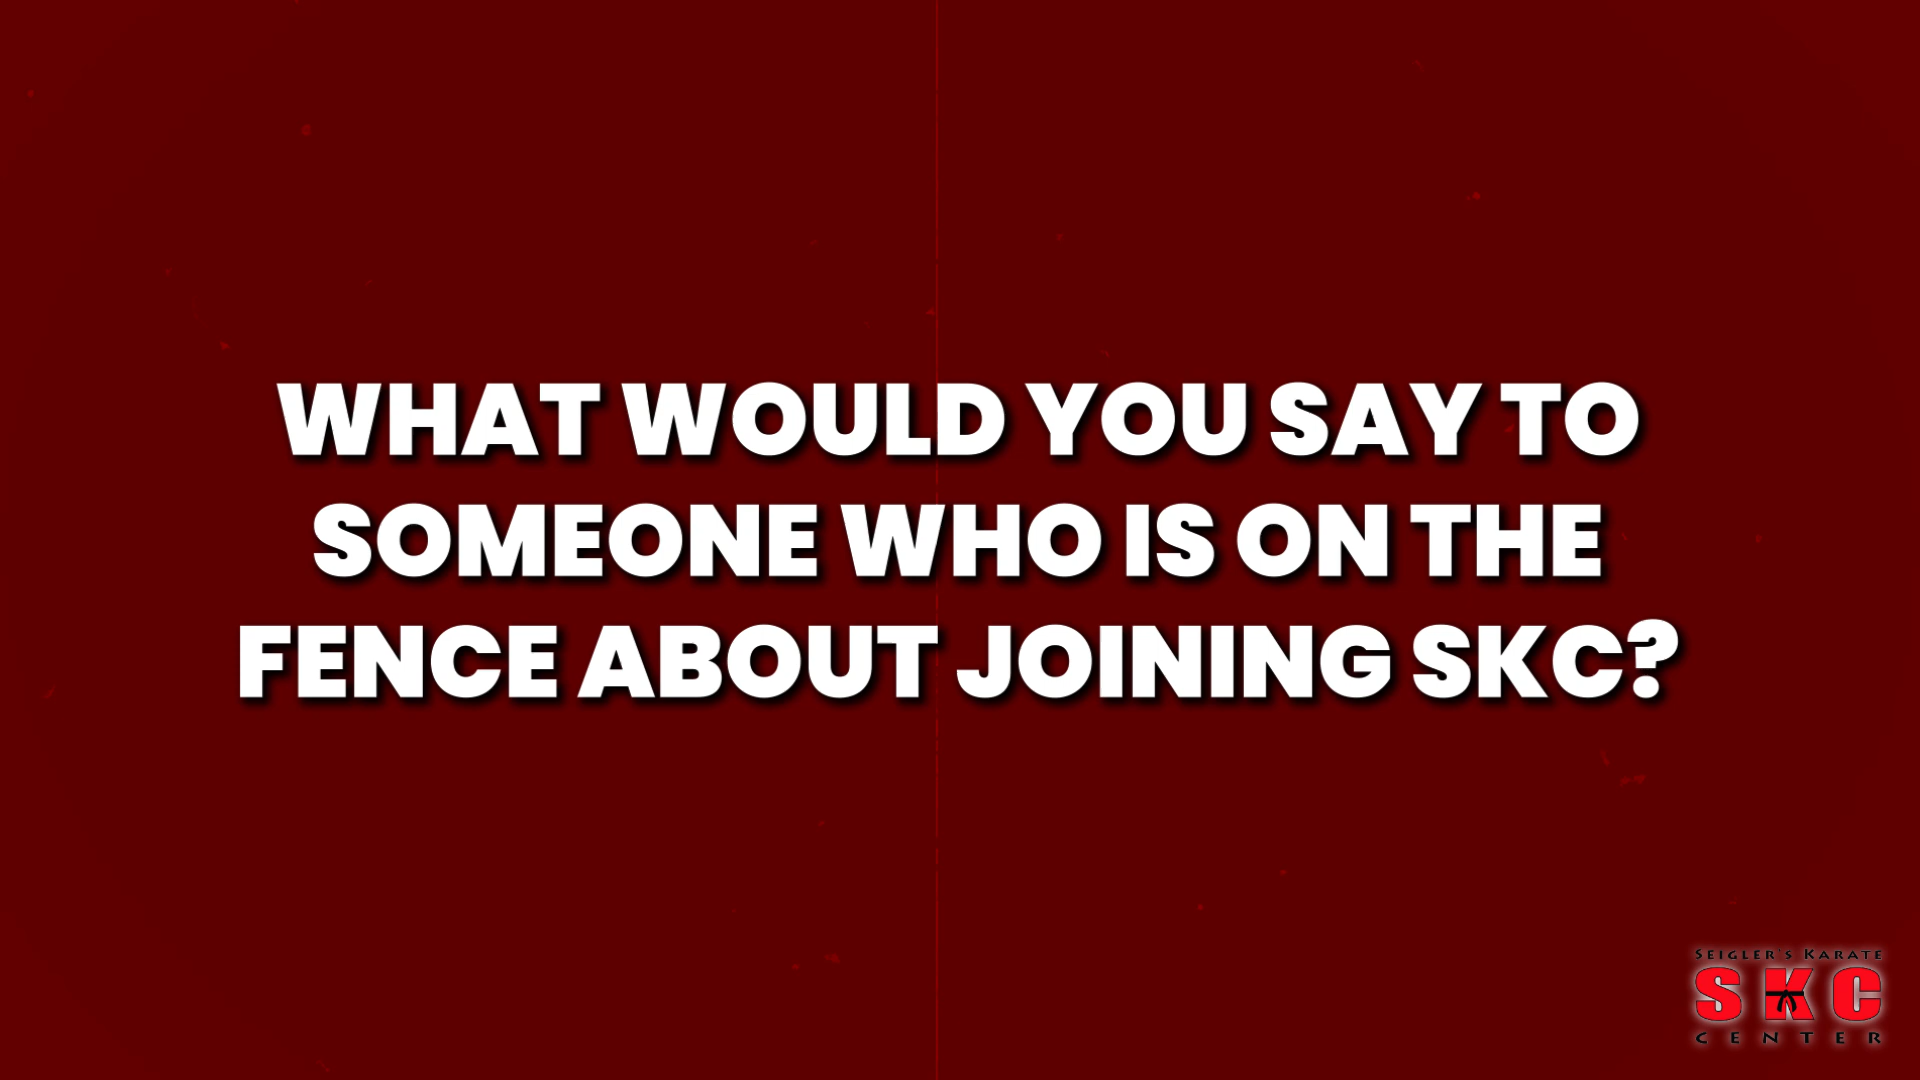 WHAT WOULD YOU SAY TO
SOMEONE WHO IS ON THE
FENCE ABOUT JOINING SKC?
SEIGLER'S KARATE
SKC
CENTER